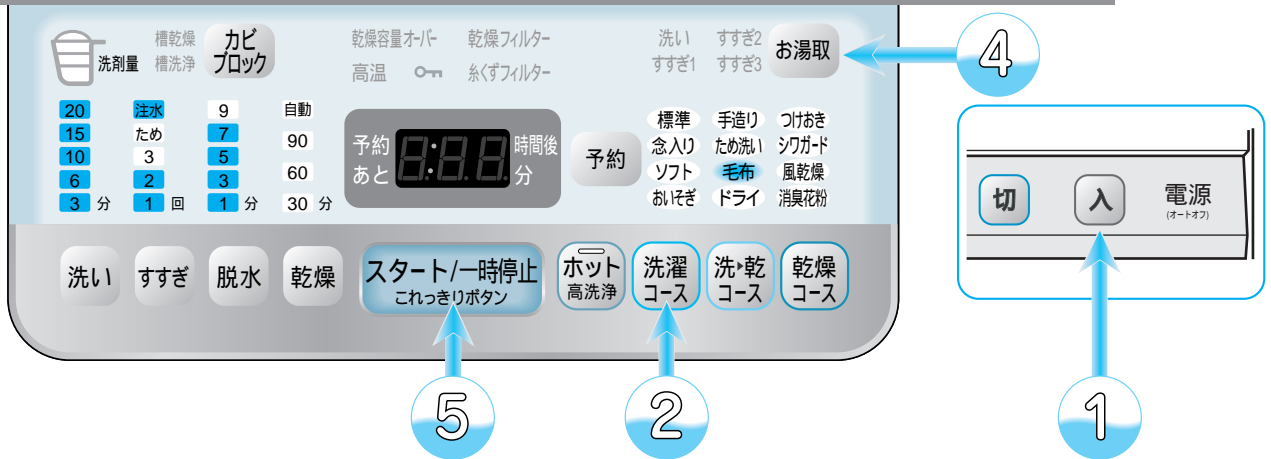 槽乾燥
槽洗浄
洗剤量
カビ
ブロック
乾燥容量オーバー 乾燥フィルター
高温 糸くずフィルター
洗い すすぎ2
すすぎ1 すすぎ3
お湯取
4
20 注水 9 自動
15 ため 7 90
10 3 5 60
6 2 3
3 分 1 回 1 分 30 分
予約 8:88 時間後
あと 分
予約
標準 手造り つけおき
念入り ため洗い シワガード
ソフト 毛布 風乾燥
おいそぎ ドライ 消臭花粉
洗い
すすぎ
脱水
乾燥
スタート/一時停止
これっきりボタン
ホット
高洗浄
洗濯
コース
洗▸乾
コース
乾燥
コース
5
2
切
入
電源
(オートオフ)
1